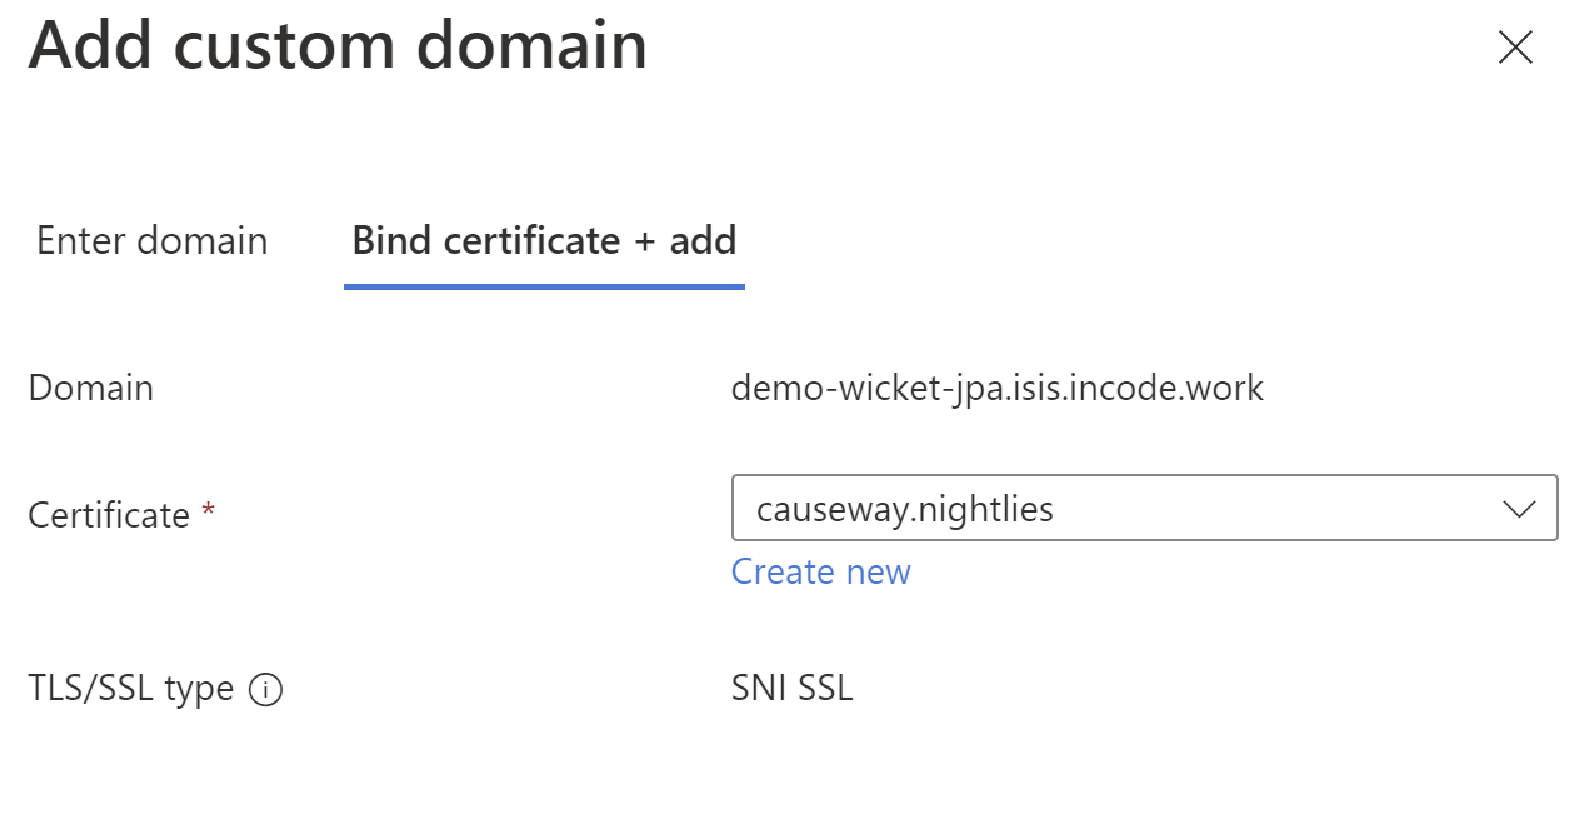 Add custom domain
Enter domain Bind certificate + add
Domain demo-wicket-jpa.isis.incode.work
Certificate * causeway.nightlies
Create new
TLS/SSL type SNI SSL